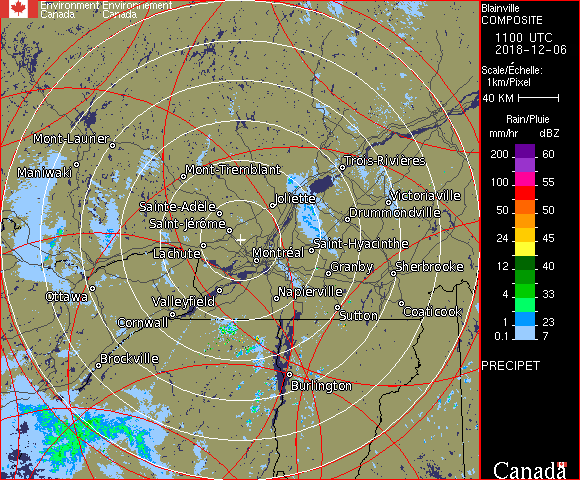 Environment Environnement
Canada Canada
Blainville
COMPOSITE
1100 UTC
2018-12-06
Scale/Échelle:
1km/Pixel
40 KM
Rain/Pluie
mm/hr dBZ
200 60
150 57
100 55
50 50
24 45
12 40
4 33
1 23
0.1 7
PRECIPET
Canada
Mont-Laurier
Maniwaki
Mont-Tremblant
Trois-Rivières
Sainte-Adèle
Joliette
Victoriaville
Drummondville
Saint-Jérôme
Lachute
Montréal
Saint-Hyacinthe
Granby
Sherbrooke
Ottawa
Valleyfield
Napierville
Cornwall
Sutton
Coaticook
Brockville
Burlington